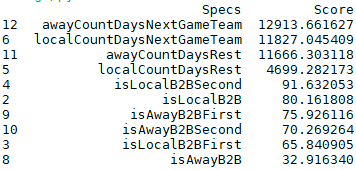 Specs Score
12 awayCountDaysNextGameTeam 12913.661627
6 localCountDaysNextGameTeam 11827.045409
11 awayCountDaysRest 11666.303118
5 localCountDaysRest 4699.282173
4 isLocalB2BSecond 91.632053
2 isLocalB2B 80.161808
9 isAwayB2BFirst 75.926116
10 isAwayB2BSecond 70.269264
3 isLocalB2BFirst 65.840905
8 isAwayB2B 32.916340